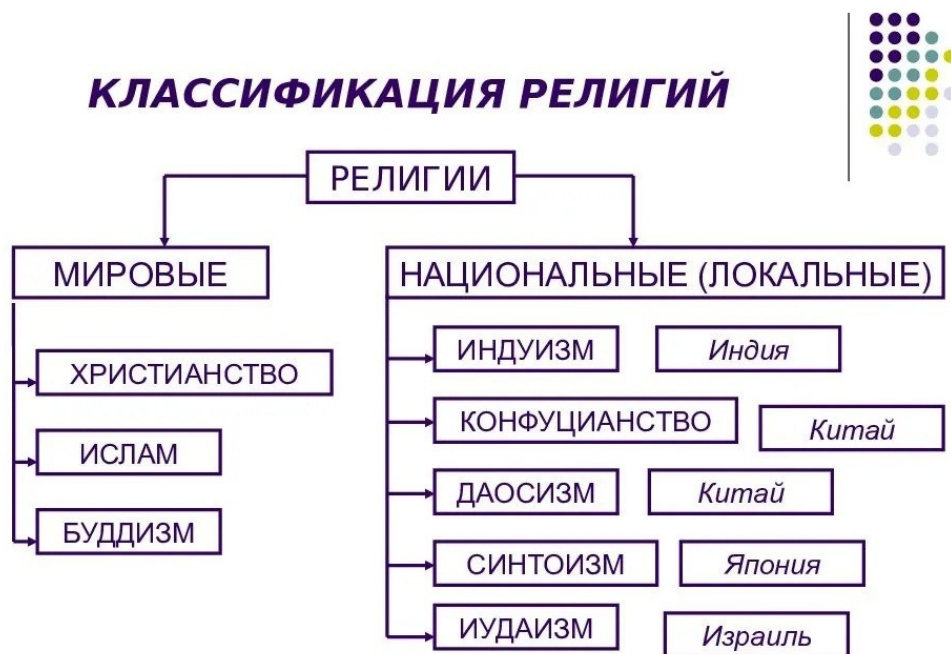 КЛАССИФИКАЦИЯ РЕЛИГИЙ
РЕЛИГИИ
МИРОВЫЕ
ХРИСТИАНСТВО
ИСЛАМ
БУДДИЗМ
НАЦИОНАЛЬНЫЕ (ЛОКАЛЬНЫЕ)
ИНДУИЗМ Индия
КОНФУЦИАНСТВО Китай
ДАОСИЗМ Китай
СИНТОИЗМ Япония
ИУДАИЗМ Израиль